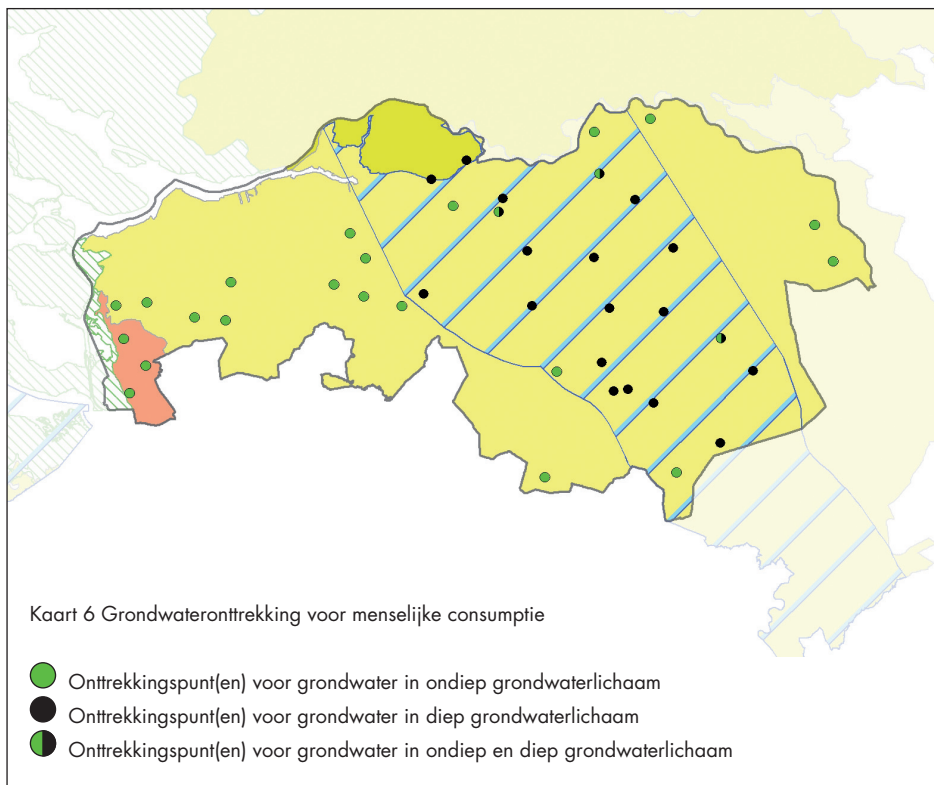 Kaart 6 Grondwateronttrekking voor menselijke consumptie
Onttrekkingspunt(en) voor grondwater in ondiep grondwaterlichaam
Onttrekkingspunt(en) voor grondwater in diep grondwaterlichaam
Onttrekkingspunt(en) voor grondwater in ondiep en diep grondwaterlichaam